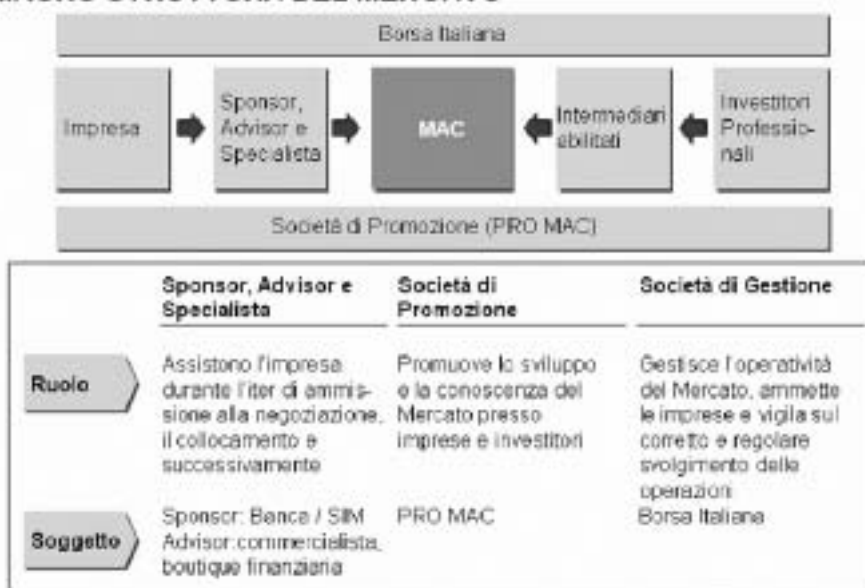 STRUTTURA DEL MERCATO
Borsa Italiana
Impresa
Sponsor,
Advisor e
Specialista
MAC
Intermediari
abilitati
Investitori
Professio-
nali
Società di Promozione (PRO MAC)
Sponsor, Advisor e
Specialista
Società di
Promozione
Società di Gestione
Ruolo
Assistono l'impresa
durante l'iter di ammis-
sione alla negoziazione,
il collocamento e
successivamente
Promuove lo sviluppo
e la conoscenza del
Mercato presso
imprese e investitori
Gestisce l'operatività
del Mercato, ammette
le imprese e vigila sul
corretto e regolare
svolgimento delle
operazioni
Soggetto
Sponsor: Banca / SIM
Advisor:commercialista,
boutique finanziaria
PRO MAC
Borsa Italiana